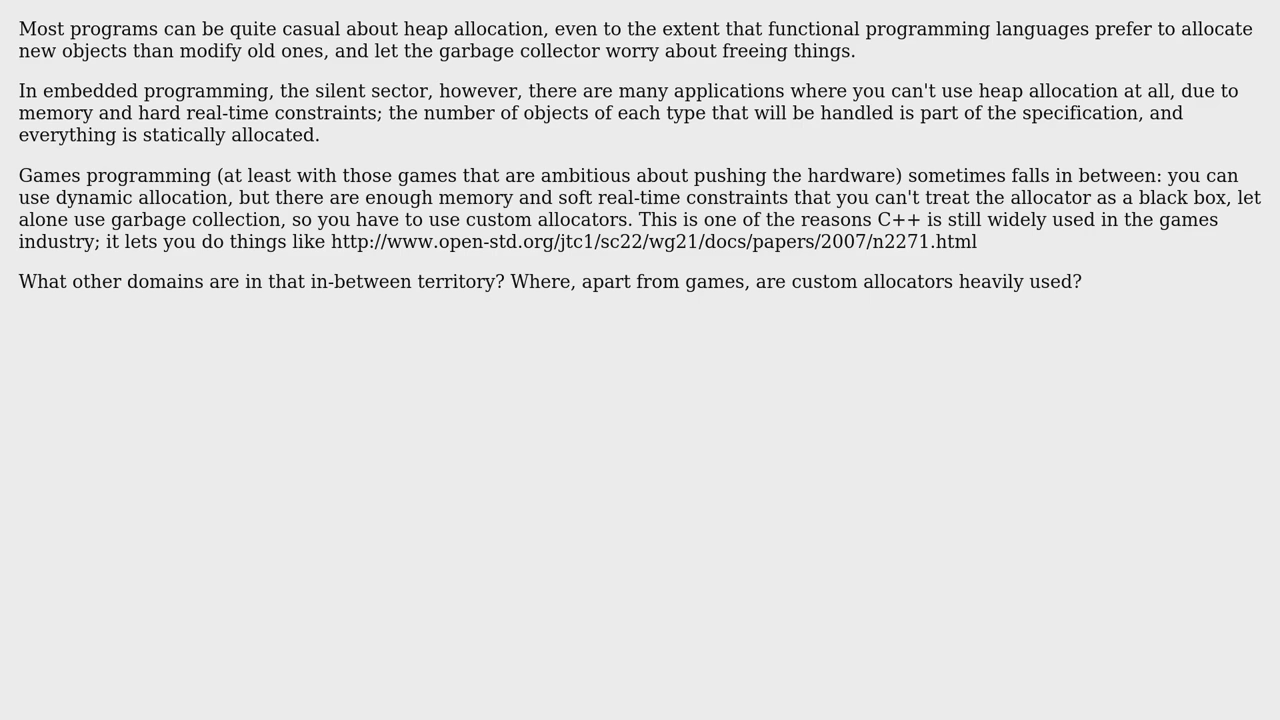 Most programs can be quite casual about heap allocation, even to the extent that functional programming languages prefer to allocate
new objects than modify old ones, and let the garbage collector worry about freeing things.
In embedded programming, the silent sector, however, there are many applications where you can't use heap allocation at all, due to
memory and hard real-time constraints; the number of objects of each type that will be handled is part of the specification, and
everything is statically allocated.
Games programming (at least with those games that are ambitious about pushing the hardware) sometimes falls in between: you can
use dynamic allocation, but there are enough memory and soft real-time constraints that you can't treat the allocator as a black box, let
alone use garbage collection, so you have to use custom allocators. This is one of the reasons C++ is still widely used in the games
industry; it lets you do things like http://www.open-std.org/jtc1/sc22/wg21/docs/papers/2007/n2271.html
What other domains are in that in-between territory? Where, apart from games, are custom allocators heavily used?